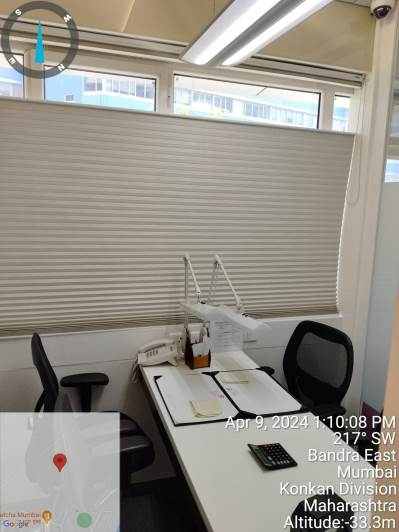 S
W
N
E
Apr 9, 2024 1:10:08 PM
217° SW
Bandra East
Mumbai
Konkan Division
Maharashtra
Altitude:-33.3m
Mumbai
Google